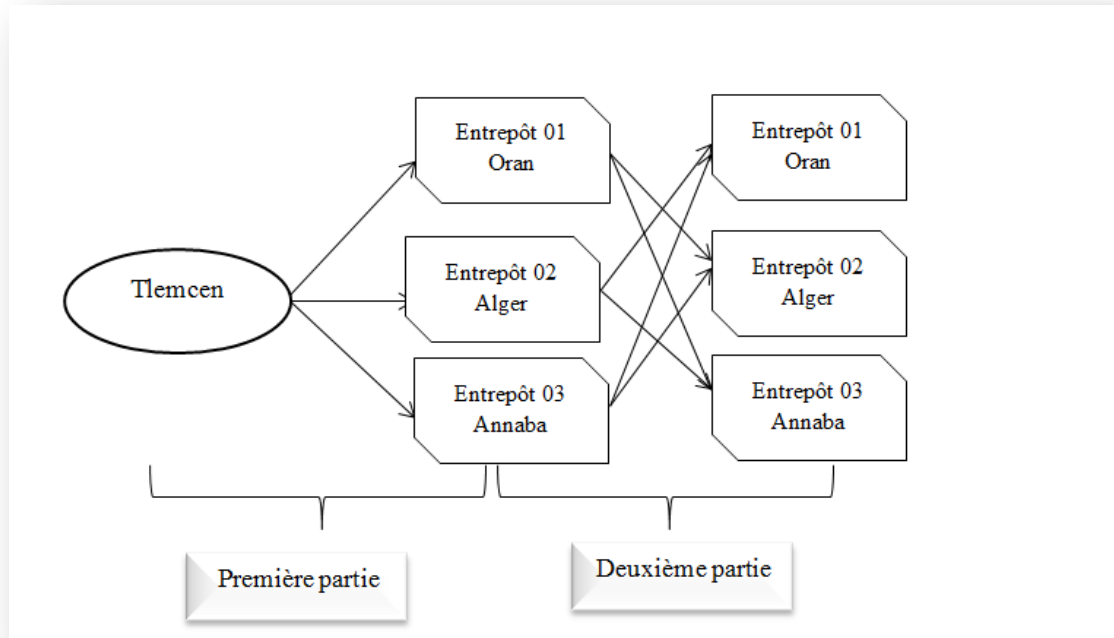 Tlemcen
Entrepôt 01
Oran
Entrepôt 02
Alger
Entrepôt 03
Annaba
Entrepôt 01
Oran
Entrepôt 02
Alger
Entrepôt 03
Annaba
Première partie
Deuxième partie